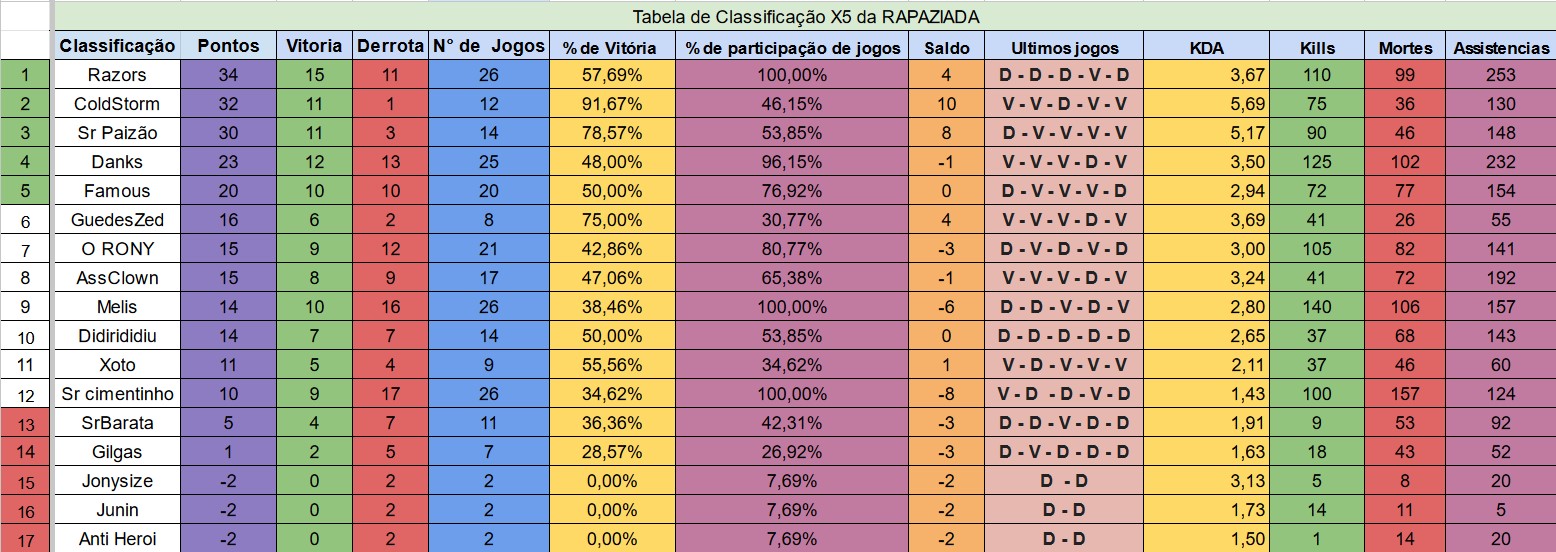 Tabela de Classificação X5 da RAPAZIADA
Classificação Pontos Vitoria Derrota N° de Jogos % de Vitória % de participação de jogos Saldo Ultimos jogos KDA Kills Mortes Assistencias
1 Razors 34 15 11 26 57,69% 100,00% 4 D - D - D - V - D 3,67 110 99 253
2 ColdStorm 32 11 1 12 91,67% 46,15% 10 V - V - D - V - V 5,69 75 36 130
3 Sr Paizão 30 11 3 14 78,57% 53,85% 8 D - V - V - V - V 5,17 90 46 148
4 Danks 23 12 13 25 48,00% 96,15% -1 V - V - V - D - V 3,50 125 102 232
5 Famous 20 10 10 20 50,00% 76,92% 0 D - V - V - V - D 2,94 72 77 154
6 GuedesZed 16 6 2 8 75,00% 30,77% 4 V - V - V - D - V 3,69 41 26 55
7 O RONY 15 9 12 21 42,86% 80,77% -3 D - V - D - V - D 3,00 105 82 141
8 AssClown 15 8 9 17 47,06% 65,38% -1 V - V - V - D - V 3,24 41 72 192
9 Melis 14 10 16 26 38,46% 100,00% -6 D - D - V - D - V 2,80 140 106 157
10 Didirididiu 14 7 7 14 50,00% 53,85% 0 D - D - D - D - D 2,65 37 68 143
11 Xoto 11 5 4 9 55,56% 34,62% 1 V - D - V - V - V 2,11 37 46 60
12 Sr cimentinho 10 9 17 26 34,62% 100,00% -8 V - D - D - V - D 1,43 100 157 124
13 SrBarata 5 4 7 11 36,36% 42,31% -3 D - D - V - D - D 1,91 9 53 92
14 Gilgas 1 2 5 7 28,57% 26,92% -3 D - V - D - D - D 1,63 18 43 52
15 Jonysize -2 0 2 2 0,00% 7,69% -2 D - D 3,13 5 8 20
16 Junin -2 0 2 2 0,00% 7,69% -2 D - D 1,73 14 11 5
17 Anti Heroi -2 0 2 2 0,00% 7,69% -2 D - D 1,50 1 14 20